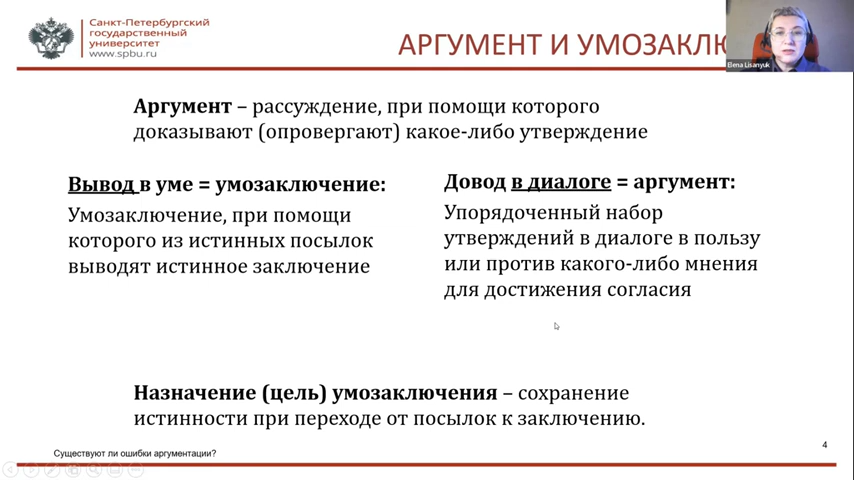 Санкт-Петербургский
государственный
университет
www.spbu.ru
АРГУМЕНТ И УМОЗАКЛЮ
Elena Lisanyuk
Аргумент – рассуждение, при помощи которого
доказывают (опровергают) какое-либо утверждение
Вывод в уме = умозаключение:
Умозаключение, при помощи
которого из истинных посылок
выводят истинное заключение
Довод в диалоге = аргумент:
Упорядоченный набор
утверждений в диалоге в пользу
или против какого-либо мнения
для достижения согласия
Назначение (цель) умозаключения – сохранение
истинности при переходе от посылок к заключению.
4
Существуют ли ошибки аргументации?